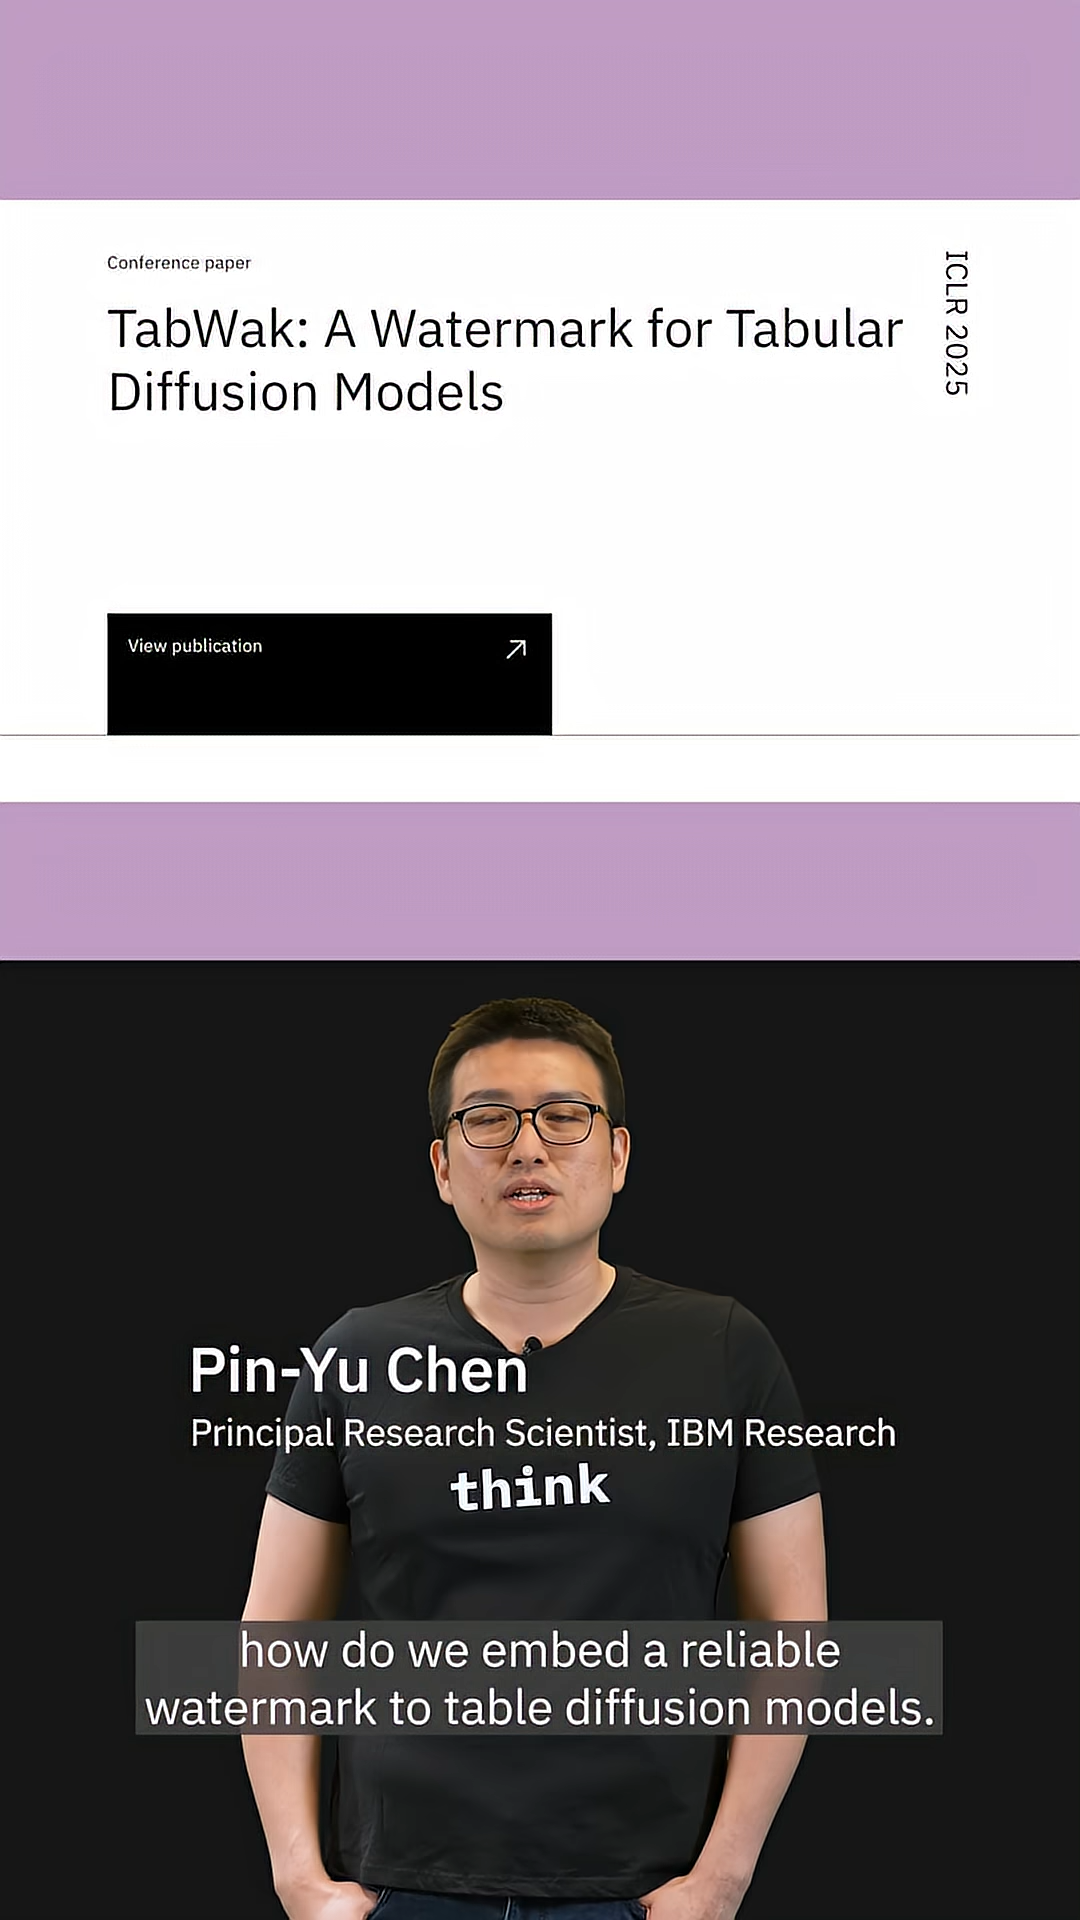 Conference paper
TabWak: A Watermark for Tabular
Diffusion Models
ICLR 2025
View publication
Pin-Yu Chen
Principal Research Scientist, IBM Research
think
how do we embed a reliable
watermark to table diffusion models.